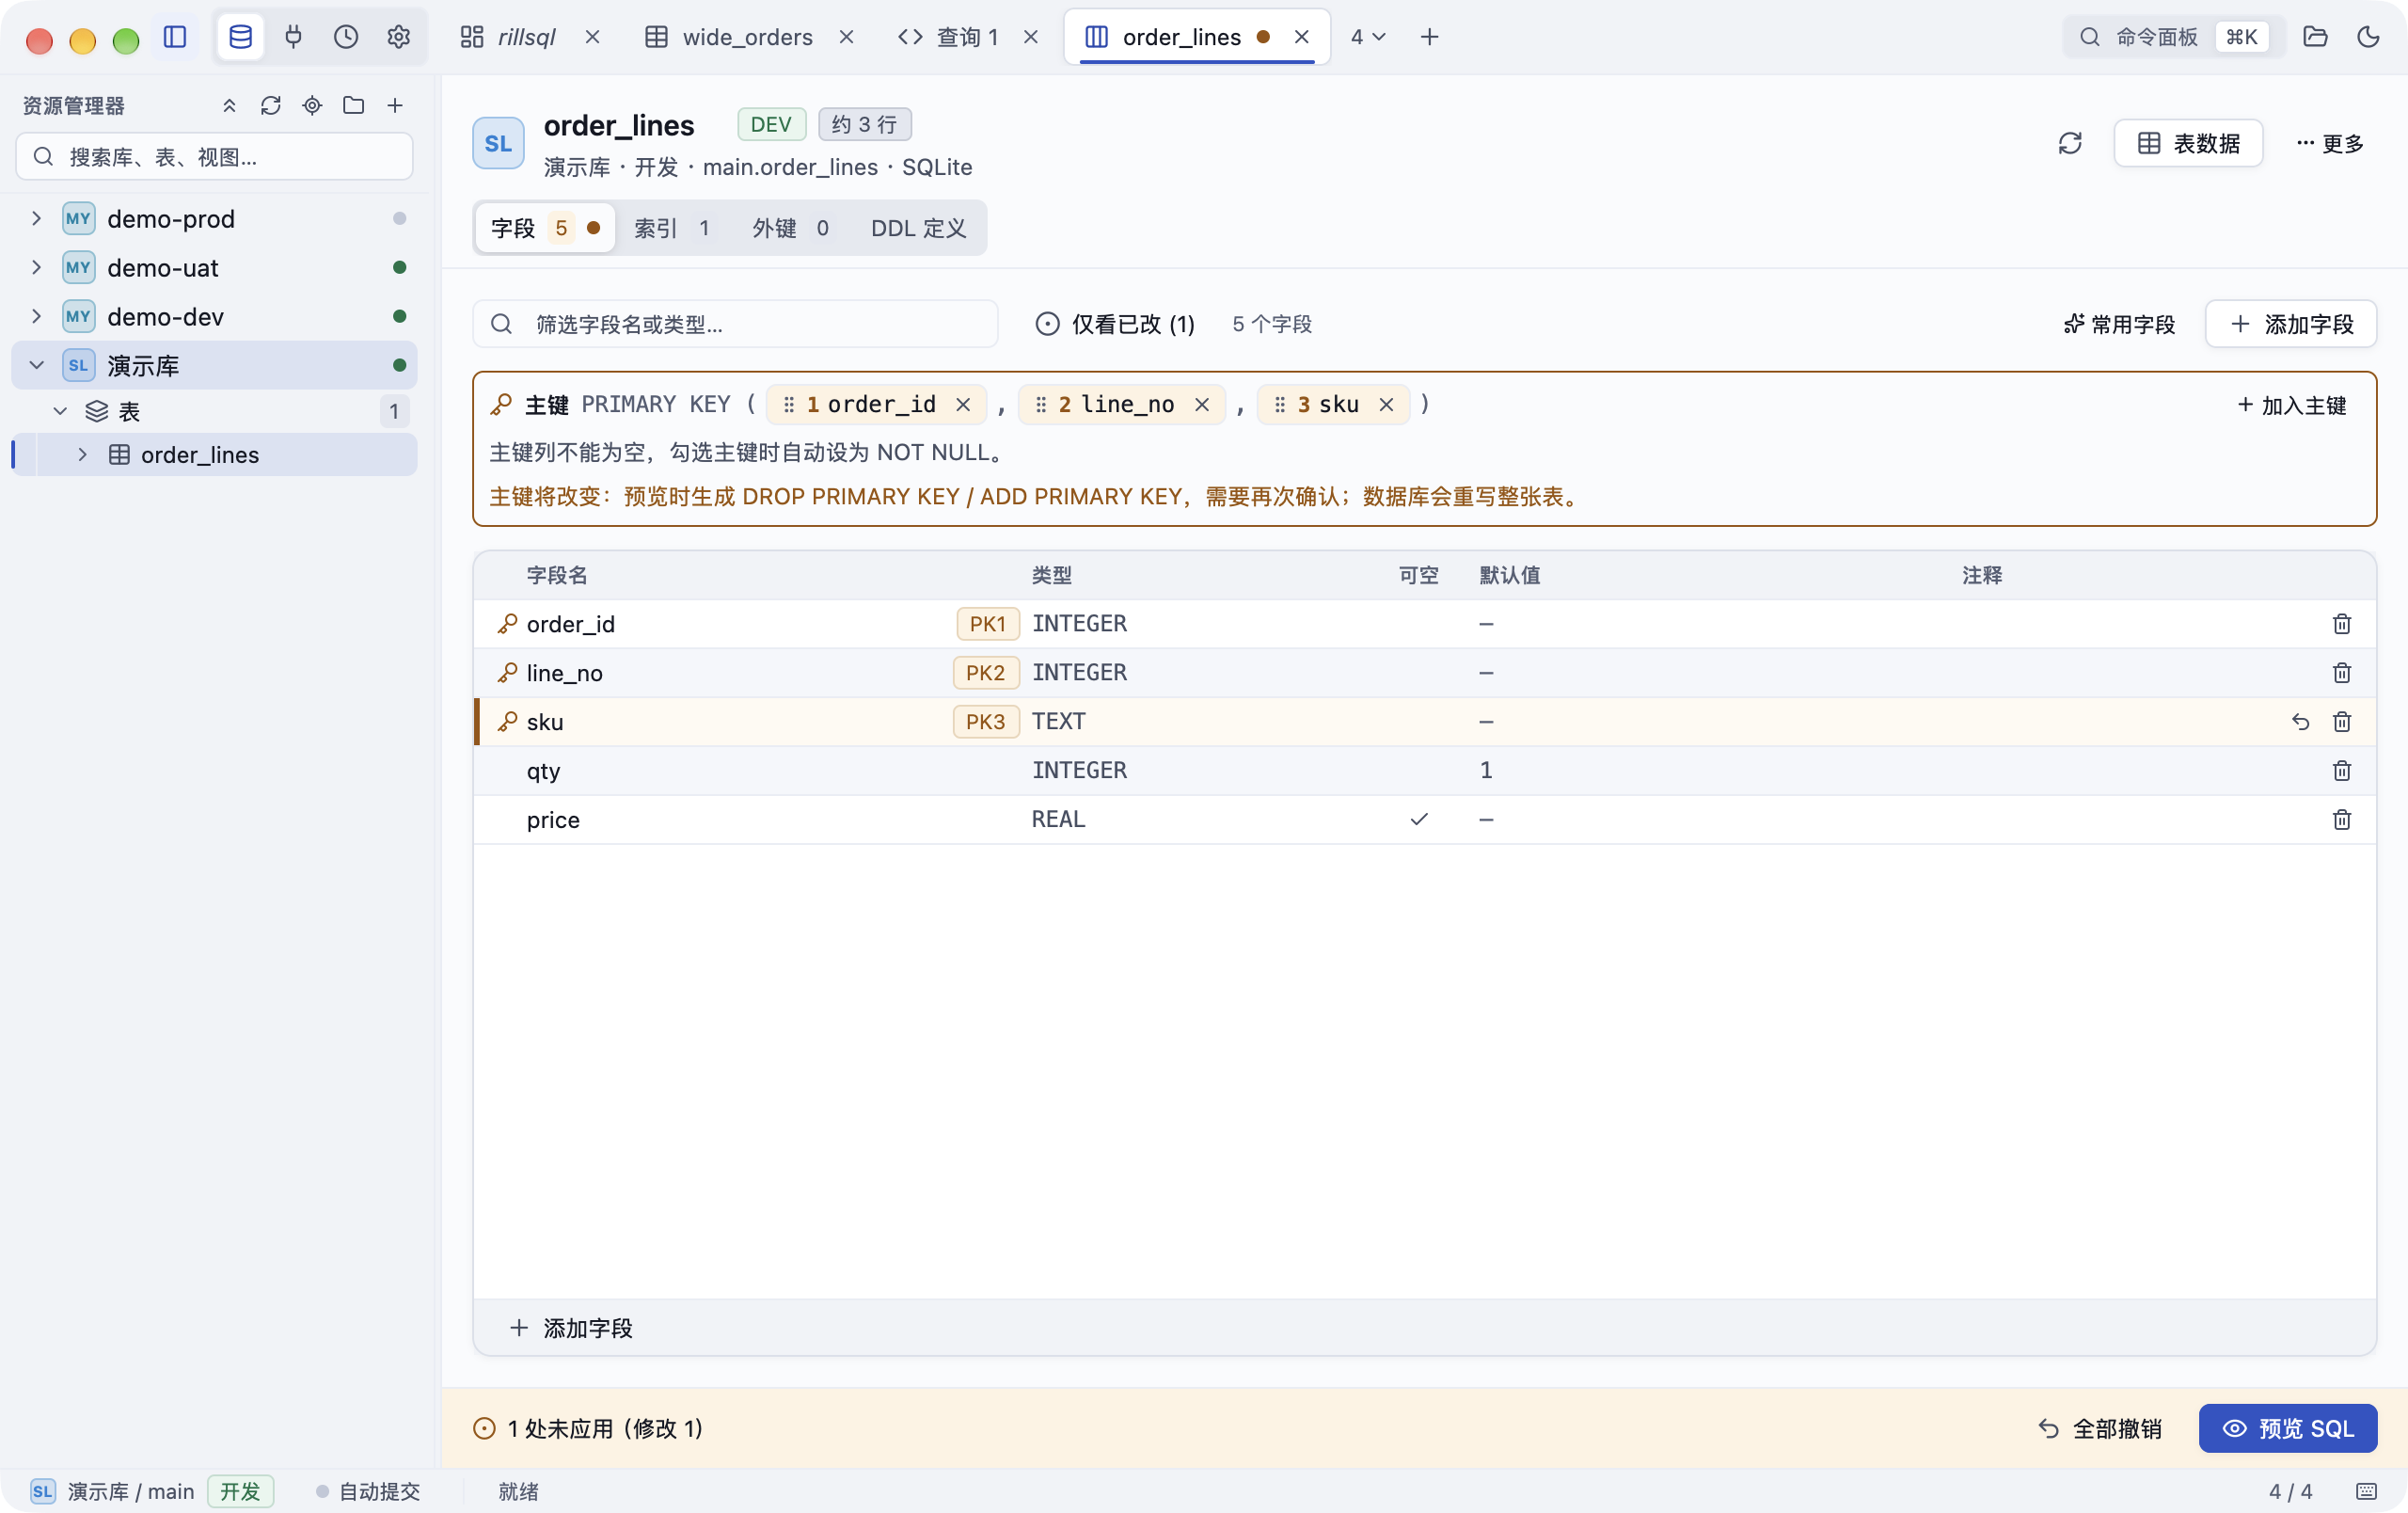 rillsql
wide_orders
查询 1
order_lines
4
命令面板 ⌘K
资源管理器
搜索库、表、视图...
MY demo-prod
MY demo-uat
MY demo-dev
SL 演示库
表 1
order_lines
SL
order_lines DEV 约 3 行
演示库 · 开发 · main.order_lines · SQLite
表数据
··· 更多
字段 5 索引 1 外键 0 DDL 定义
筛选字段名或类型...
仅看已改 (1) 5 个字段
常用字段
添加字段
主键 PRIMARY KEY ( 1 order_id , 2 line_no , 3 sku )
加入主键
主键列不能为空，勾选主键时自动设为 NOT NULL。
主键将改变：预览时生成 DROP PRIMARY KEY / ADD PRIMARY KEY，需要再次确认；数据库会重写整张表。
字段名 类型 可空 默认值 注释
order_id PK1 INTEGER —
line_no PK2 INTEGER —
sku PK3 TEXT —
qty INTEGER 1
price REAL —
添加字段
1 处未应用 (修改 1)
全部撤销
预览 SQL
SL 演示库 / main 开发 自动提交 就绪
4 / 4